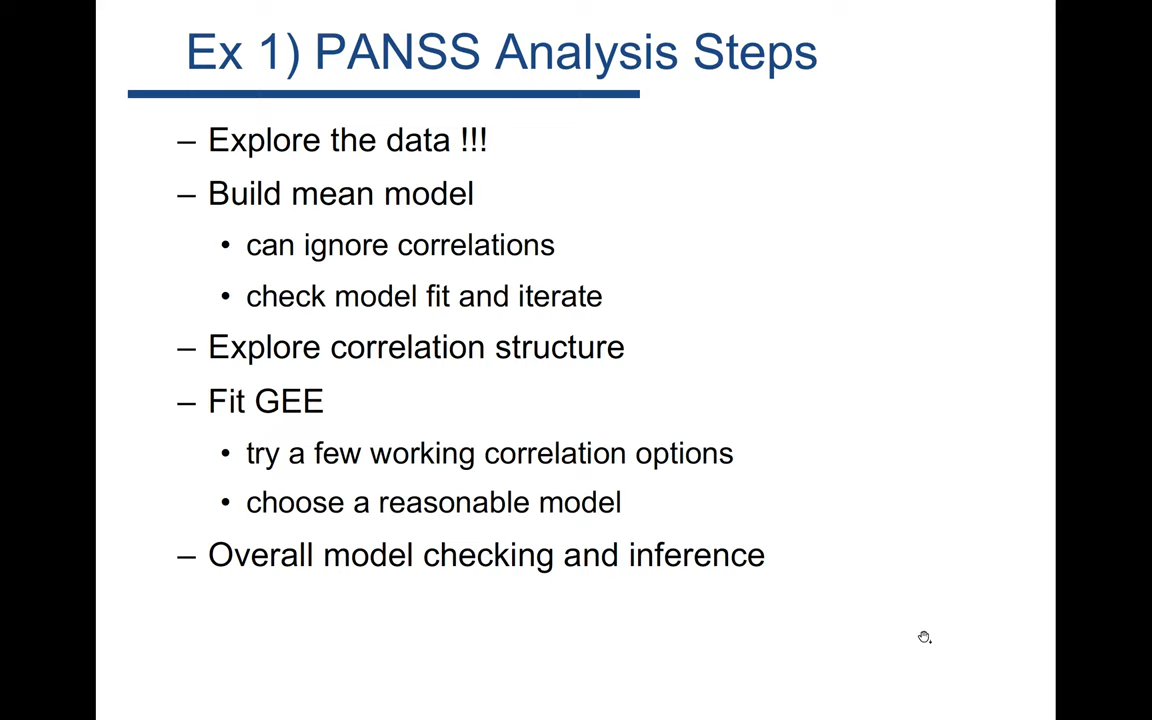 Ex 1) PANSS Analysis Steps
– Explore the data !!!
– Build mean model
• can ignore correlations
• check model fit and iterate
– Explore correlation structure
– Fit GEE
• try a few working correlation options
• choose a reasonable model
– Overall model checking and inference